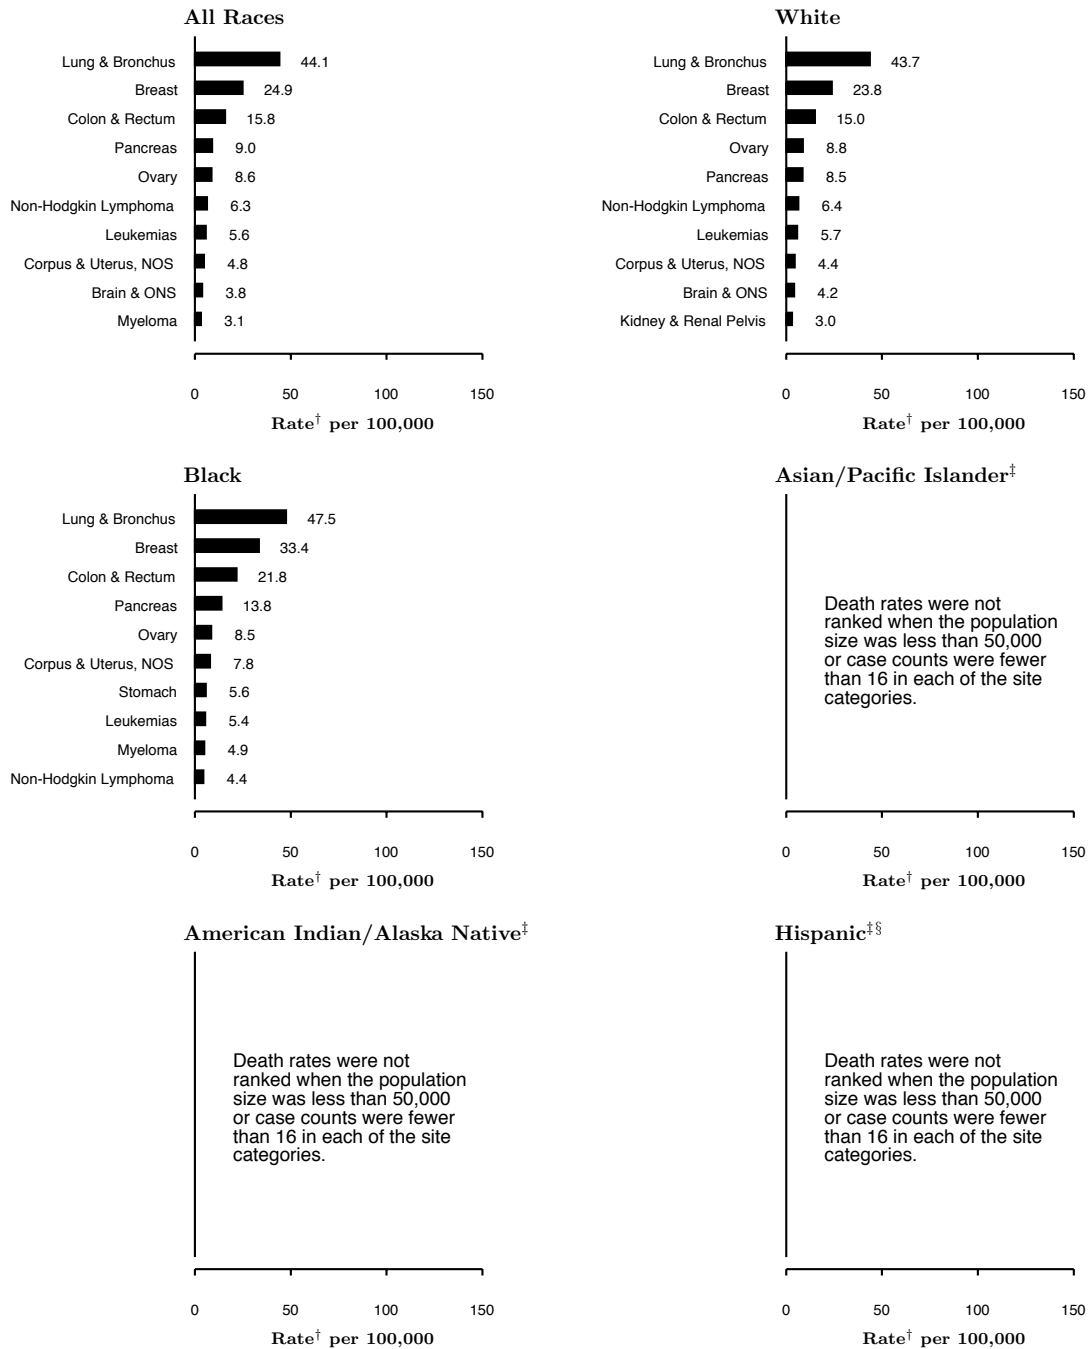 All Races
Lung & Bronchus 44.1
Breast 24.9
Colon & Rectum 15.8
Pancreas 9.0
Ovary 8.6
Non-Hodgkin Lymphoma 6.3
Leukemias 5.6
Corpus & Uterus, NOS 4.8
Brain & ONS 3.8
Myeloma 3.1
0 50 100 150
Rate† per 100,000
White
Lung & Bronchus 43.7
Breast 23.8
Colon & Rectum 15.0
Ovary 8.8
Pancreas 8.5
Non-Hodgkin Lymphoma 6.4
Leukemias 5.7
Corpus & Uterus, NOS 4.4
Brain & ONS 4.2
Kidney & Renal Pelvis 3.0
0 50 100 150
Rate† per 100,000
Black
Lung & Bronchus 47.5
Breast 33.4
Colon & Rectum 21.8
Pancreas 13.8
Ovary 8.5
Corpus & Uterus, NOS 7.8
Stomach 5.6
Leukemias 5.4
Myeloma 4.9
Non-Hodgkin Lymphoma 4.4
0 50 100 150
Rate† per 100,000
Asian/Pacific Islander‡
Death rates were not
ranked when the population
size was less than 50,000
or case counts were fewer
than 16 in each of the site
categories.
0 50 100 150
Rate† per 100,000
American Indian/Alaska Native‡
Death rates were not
ranked when the population
size was less than 50,000
or case counts were fewer
than 16 in each of the site
categories.
0 50 100 150
Rate† per 100,000
Hispanic‡§
Death rates were not
ranked when the population
size was less than 50,000
or case counts were fewer
than 16 in each of the site
categories.
0 50 100 150
Rate† per 100,000